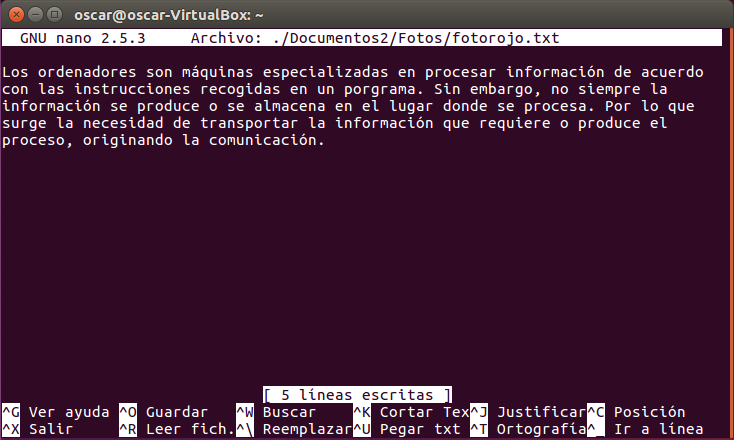 oscar@oscar-VirtualBox: ~
GNU nano 2.5.3 Archivo: ./Documentos2/Fotos/fotorojo.txt
Los ordenadores son máquinas especializadas en procesar información de acuerdo
con las instrucciones recogidas en un porgrama. Sin embargo, no siempre la
información se produce o se almacena en el lugar donde se procesa. Por lo que
surge la necesidad de transportar la información que requiere o produce el
proceso, originando la comunicación.
[ 5 líneas escritas ]
^G Ver ayuda ^O Guardar ^W Buscar ^K Cortar Tex^J Justificar^C Posición
^X Salir ^R Leer fich.^\ Reemplazar^U Pegar txt ^T Ortografía^_ Ir a línea